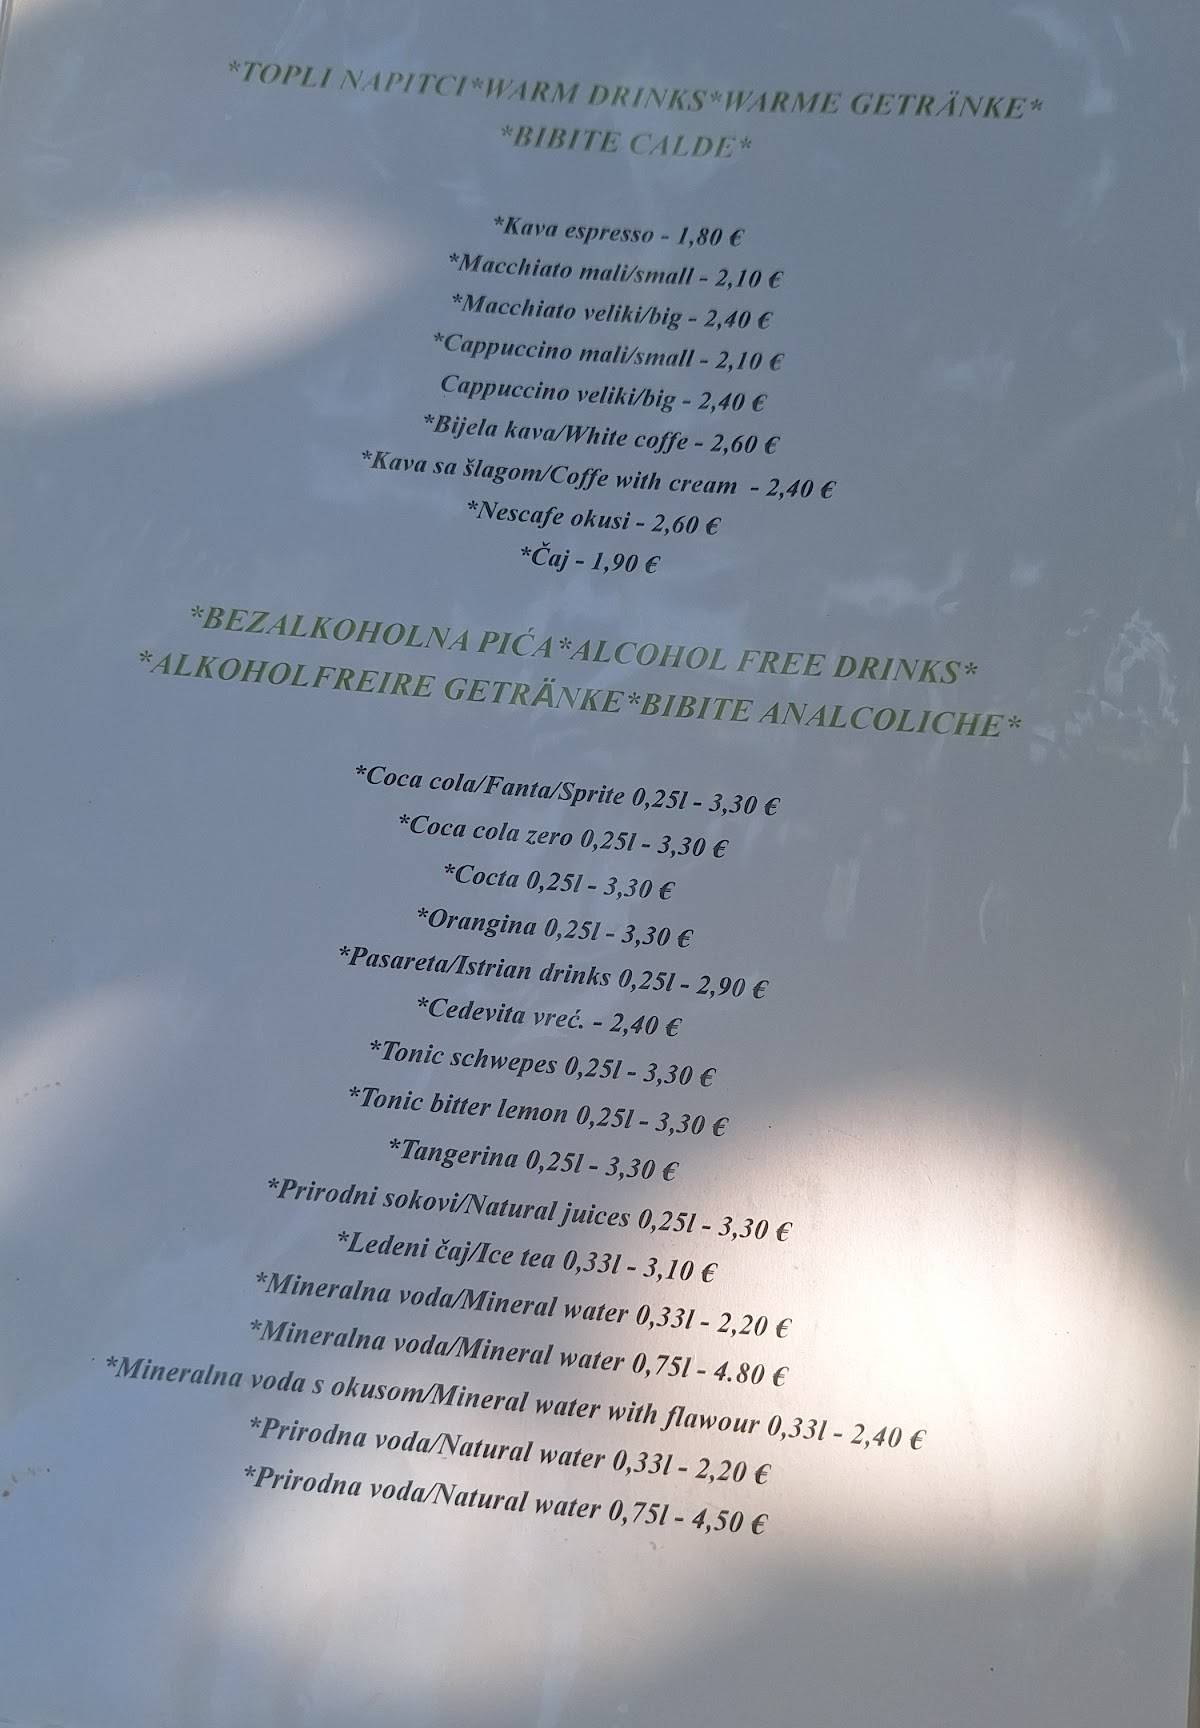 *TOPLI NAPITCI*WARM DRINKS*WARME GETRÄNKE*
*BIBITE CALDE*
*Kava espresso - 1,80 €
*Macchiato mali/small - 2,10 €
*Macchiato veliki/big - 2,40 €
*Cappuccino mali/small - 2,10 €
Cappuccino veliki/big - 2,40 €
*Bijela kava/White coffe - 2,60 €
*Kava sa šlagom/Coffe with cream - 2,40 €
*Nescafe okusi - 2,60 €
*Čaj - 1,90 €
*BEZALKOHOLNA PIĆA*ALCOHOL FREE DRINKS*
*ALKOHOLFREIRE GETRÄNKE*BIBITE ANALCOLICHE*
*Coca cola/Fanta/Sprite 0,25l - 3,30 €
*Coca cola zero 0,25l - 3,30 €
*Cocta 0,25l - 3,30 €
*Orangina 0,25l - 3,30 €
*Pasareta/Istrian drinks 0,25l - 2,90 €
*Cedevita vreć. - 2,40 €
*Tonic schwepes 0,25l - 3,30 €
*Tonic bitter lemon 0,25l - 3,30 €
*Tangerina 0,25l - 3,30 €
*Prirodni sokovi/Natural juices 0,25l - 3,30 €
*Ledeni čaj/Ice tea 0,33l - 3,10 €
*Mineralna voda/Mineral water 0,33l - 2,20 €
*Mineralna voda/Mineral water 0,75l - 4.80 €
*Mineralna voda s okusom/Mineral water with flawour 0,33l - 2,40 €
*Prirodna voda/Natural water 0,33l - 2,20 €
*Prirodna voda/Natural water 0,75l - 4,50 €